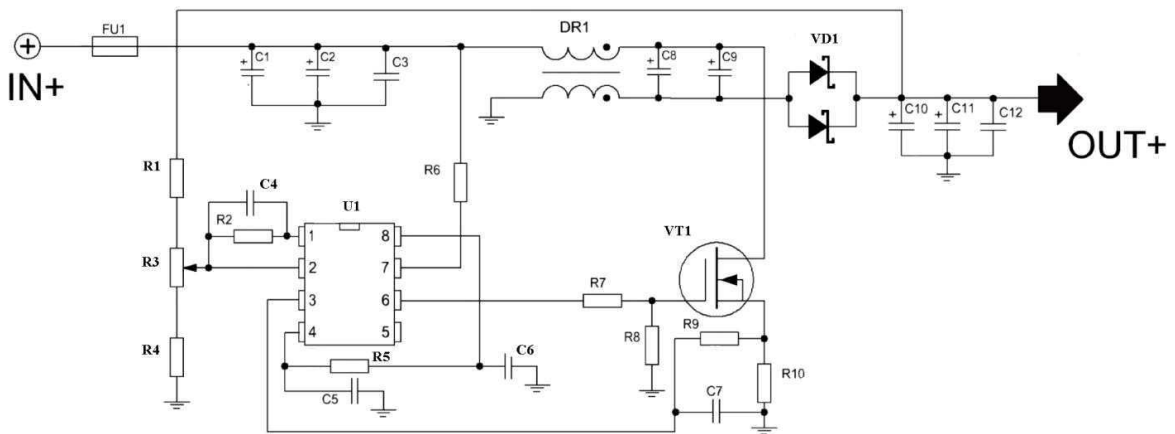 FU1
DR1
IN+
C1
C2
C3
C8
C9
VD1
C10
C11
C12
OUT+
R1
C4
R2
U1
R6
R3
1
2
3
4
8
7
6
5
VT1
R7
R8
R9
R4
R5
C5
C6
C7
R10
+
+
+
+
+
+